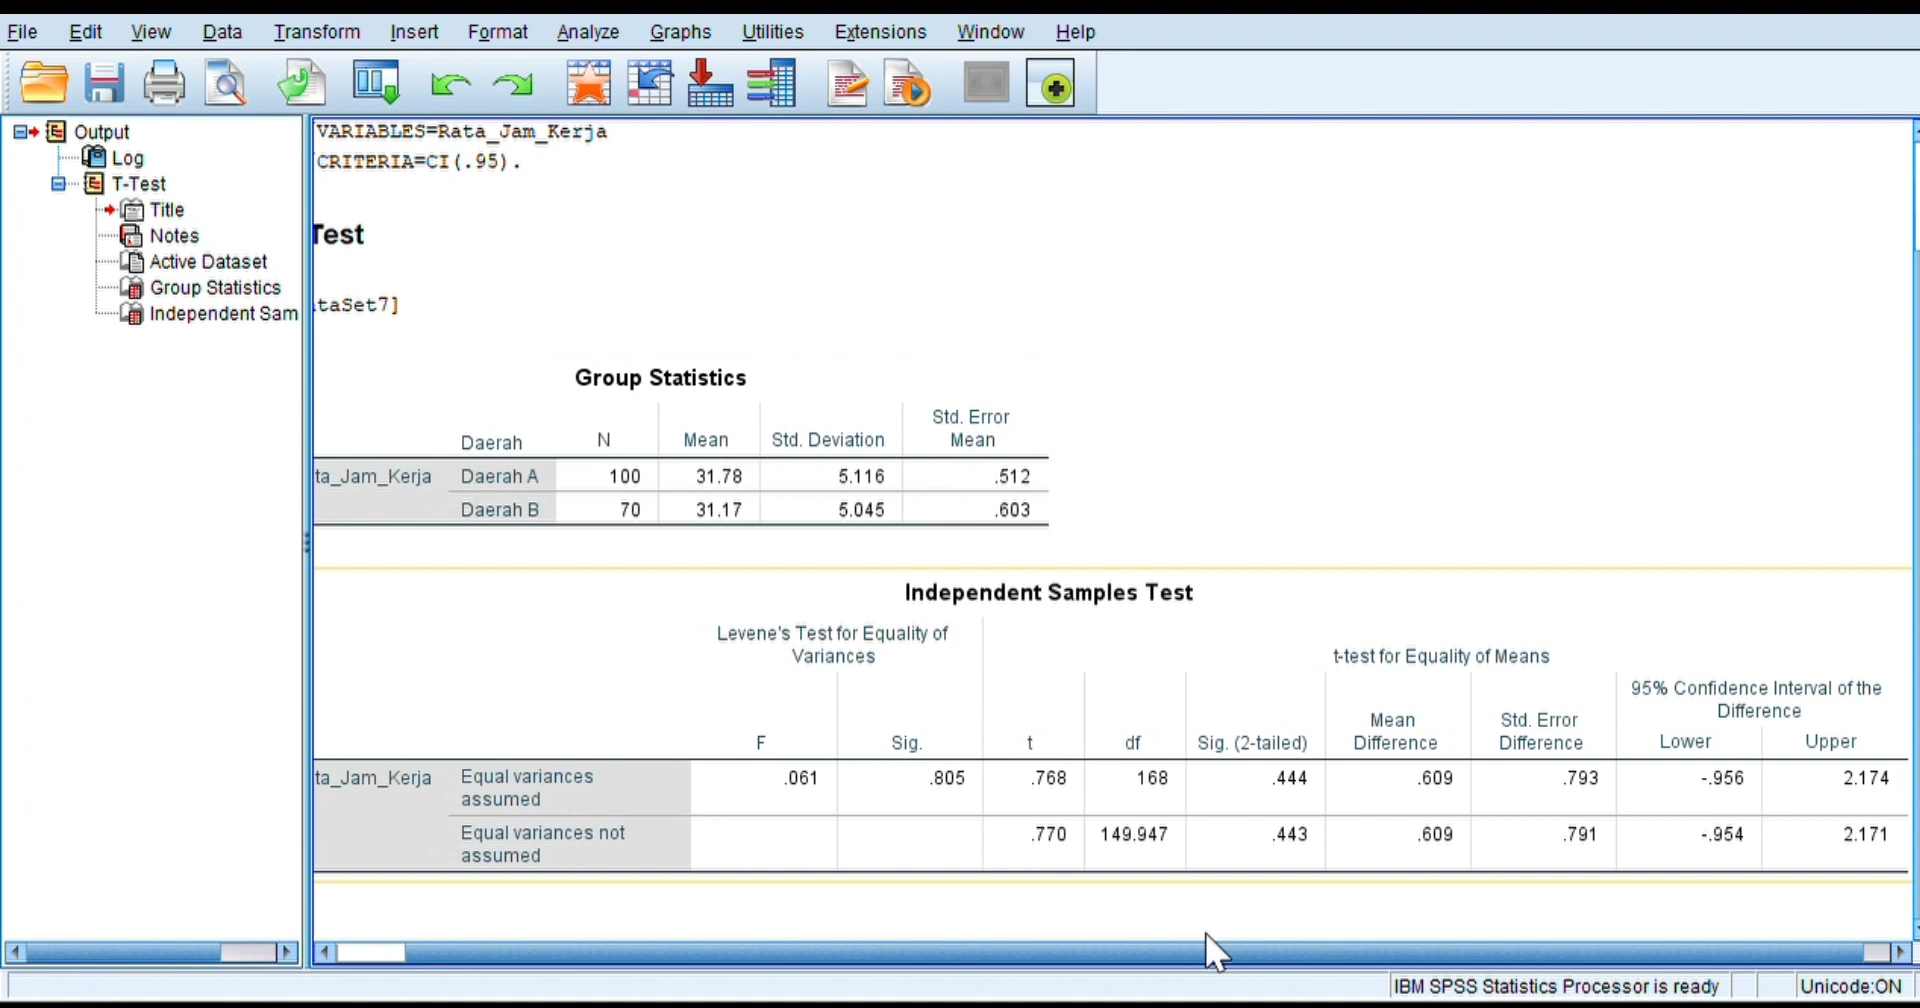 File Edit View Data Transform Insert Format Analyze Graphs Utilities Extensions Window Help
Output
Log
T-Test
Title
Notes
Active Dataset
Group Statistics
Independent Sam
VARIABLES=Rata_Jam_Kerja
CRITERIA=CI(.95).
Test
taSet7]
Group Statistics
Daerah N Mean Std. Deviation Std. Error Mean
ta_Jam_Kerja Daerah A 100 31.78 5.116 .512
Daerah B 70 31.17 5.045 .603
Independent Samples Test
Levene's Test for Equality of Variances
t-test for Equality of Means
95% Confidence Interval of the Difference
F Sig. t df Sig. (2-tailed) Mean Difference Std. Error Difference Lower Upper
ta_Jam_Kerja Equal variances assumed .061 .805 .768 168 .444 .609 .793 -.956 2.174
Equal variances not assumed .770 149.947 .443 .609 .791 -.954 2.171
IBM SPSS Statistics Processor is ready Unicode:ON